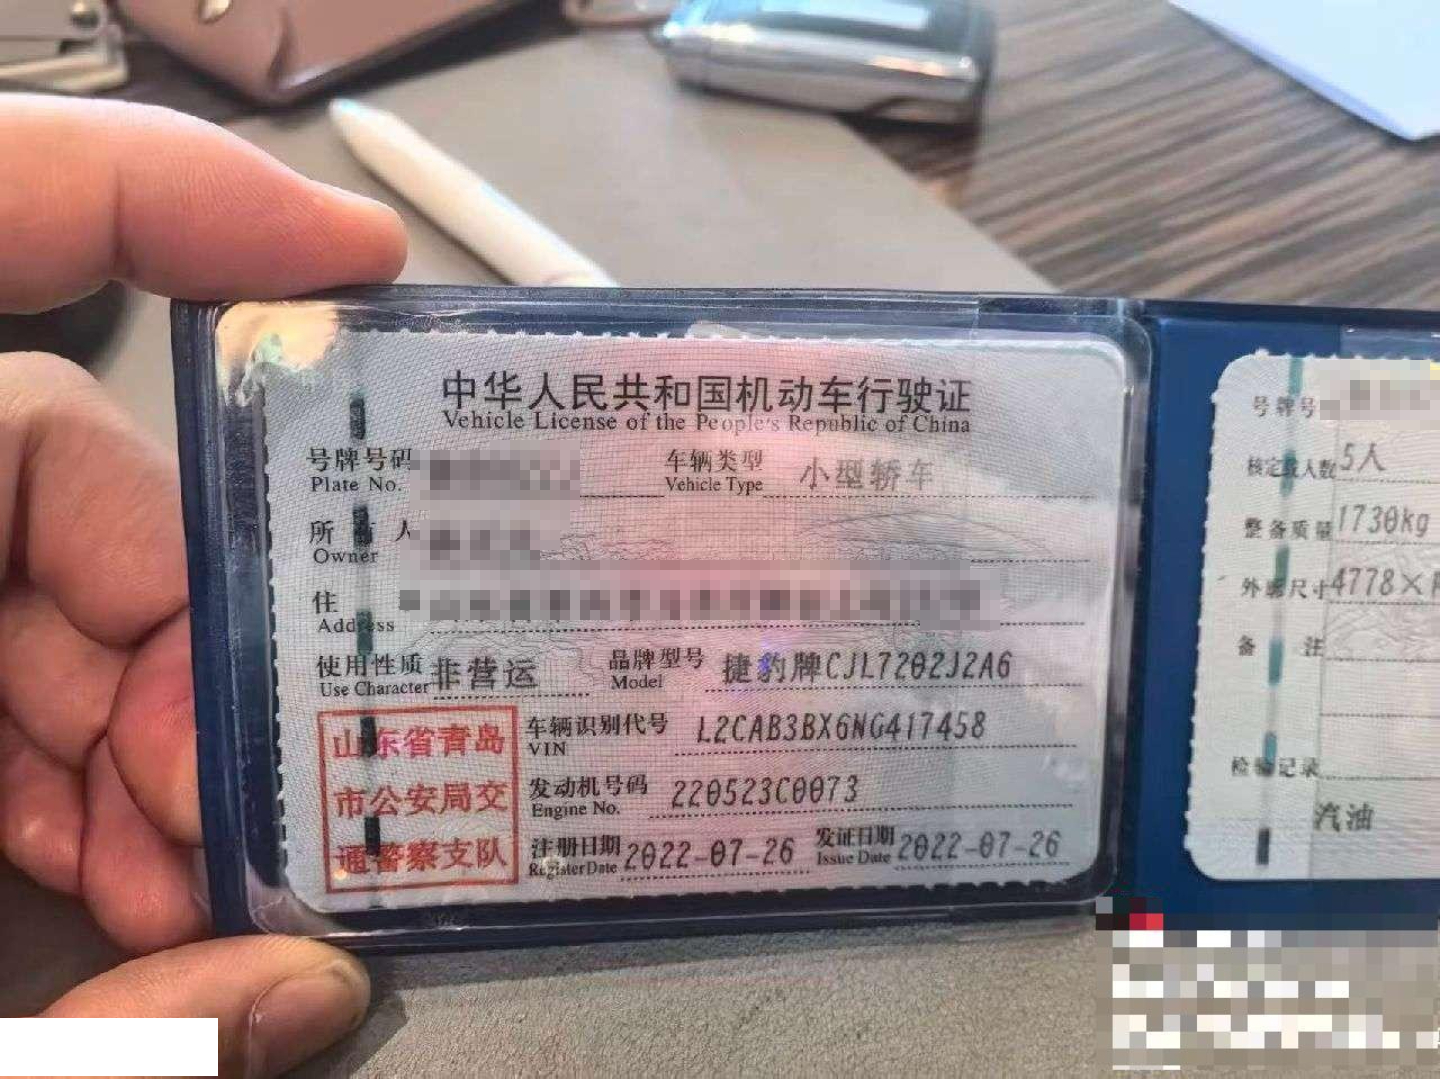 中华人民共和国机动车行驶证
Vehicle License of the People's Republic of China
号牌号码
Plate No.
车辆类型 小型轿车
Vehicle Type
所有人
Owner
住
Address
使用性质 非营运
Use Character
品牌型号 捷豹牌CJL7202J2A6
Model
山东省青岛
市公安局交
通警察支队
车辆识别代号 L2CAB3BX6NG417458
VIN
发动机号码 220523C0073
Engine No.
注册日期 2022-07-26
Register Date
发证日期 2022-07-26
Issue Date
号牌号
核定载人数 5人
整备质量 1730kg
外廓尺寸 4778×
备注
检验记录
汽油